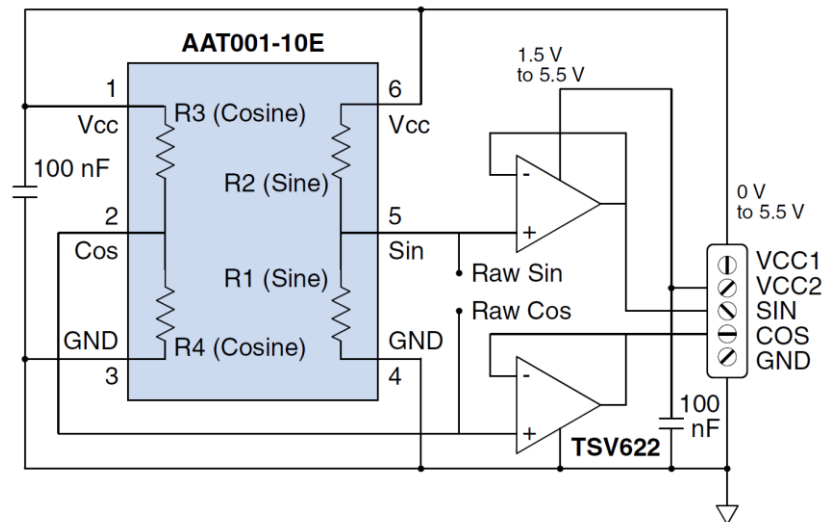 AAT001-10E
1.5 V
to 5.5 V
1
6
Vcc
R3 (Cosine)
Vcc
100 nF
R2 (Sine)
-
0 V
to 5.5 V
2
5
+
Cos
Sin
VCC1
R1 (Sine)
Raw Sin
VCC2
Raw Cos
SIN
GND
GND
COS
R4 (Cosine)
GND
3
4
-
100
nF
+
TSV622